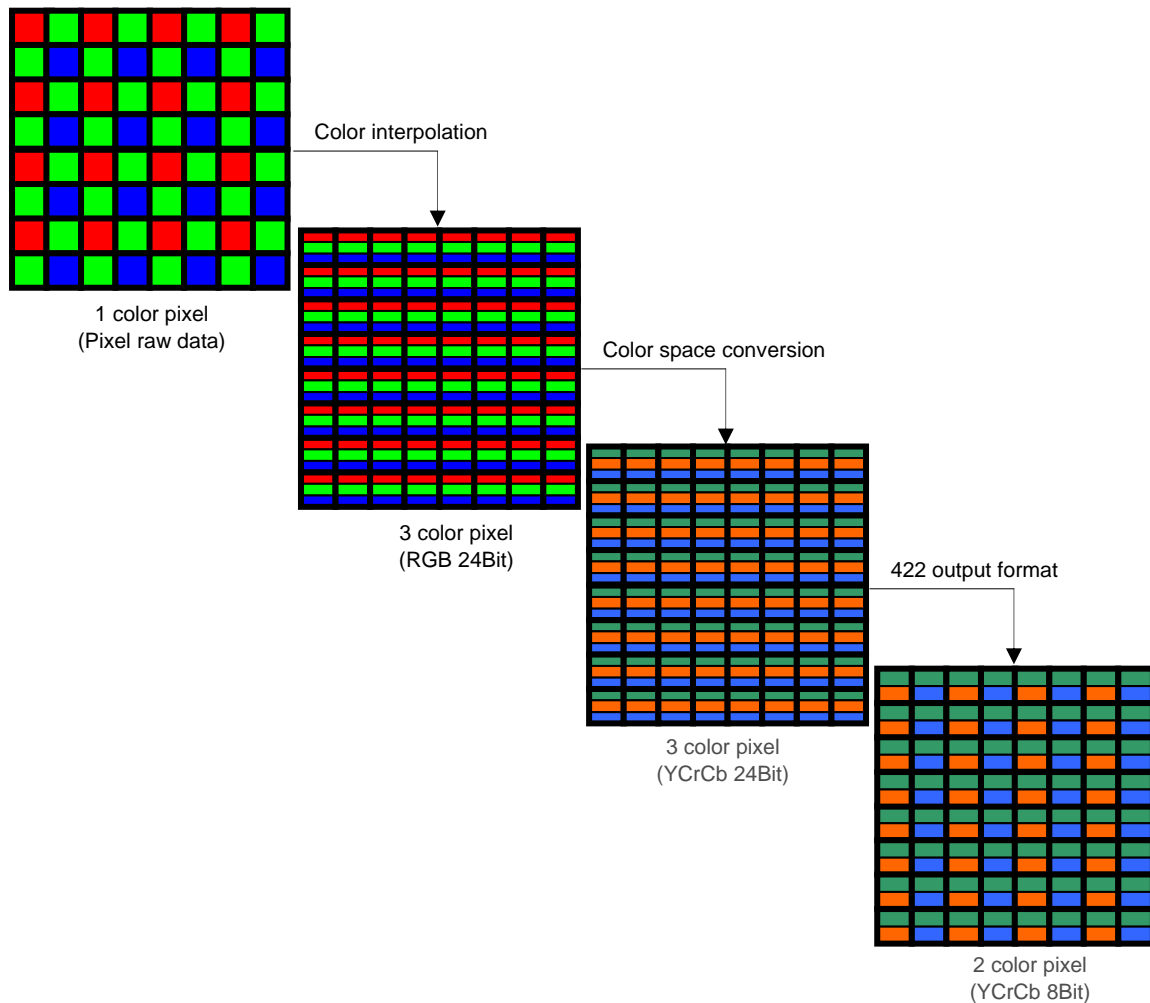 Color interpolation
1 color pixel
(Pixel raw data)
Color space conversion
3 color pixel
(RGB 24Bit)
422 output format
3 color pixel
(YCrCb 24Bit)
2 color pixel
(YCrCb 8Bit)